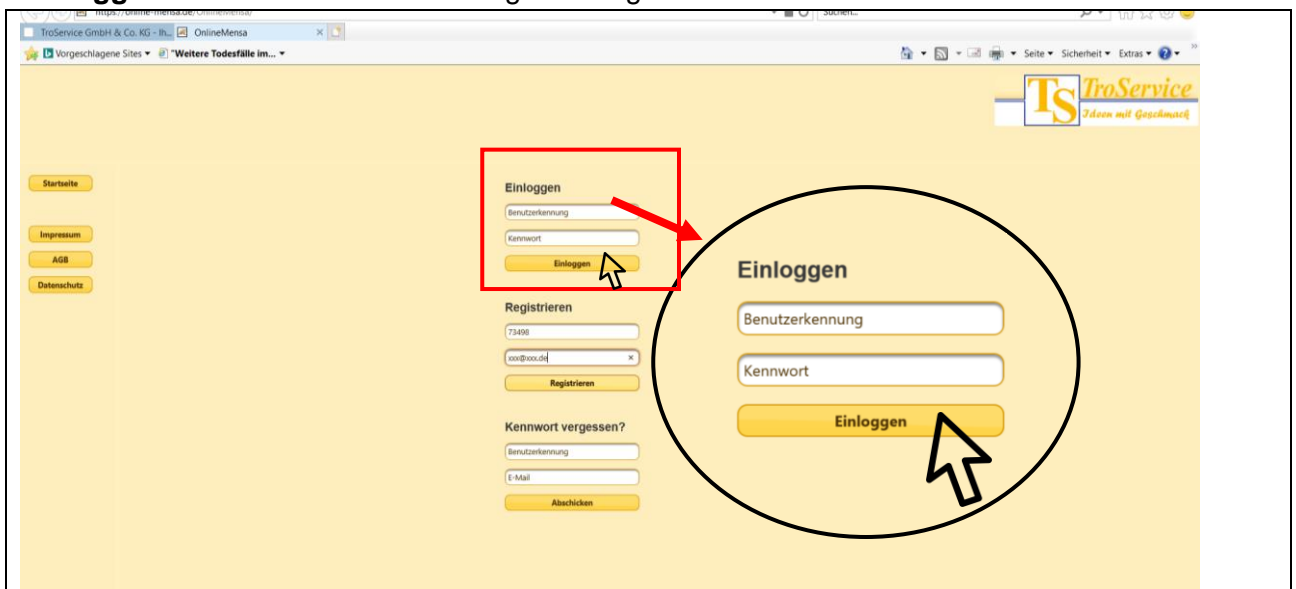 https://online-mensa.de/OnlineMensa/
Suchen...
TroService GmbH & Co. KG - Ih... OnlineMensa
Vorgeschlagene Sites "Weitere Todesfälle im...
Seite Sicherheit Extras
TS TroService
Ideen mit Geschmack
Startseite
Impressum
AGB
Datenschutz
Einloggen
Benutzerkennung
Kennwort
Einloggen
Registrieren
73498
xxx@xxx.de
Registrieren
Kennwort vergessen?
Benutzerkennung
E-Mail
Abschicken
Einloggen
Benutzerkennung
Kennwort
Einloggen